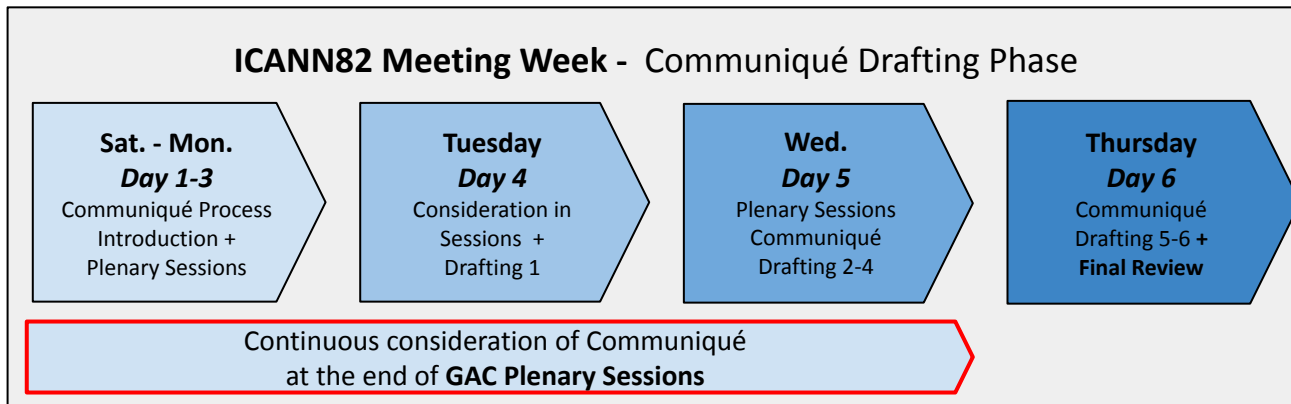 ICANN82 Meeting Week - Communiqué Drafting Phase
Sat. - Mon.
Day 1-3
Communiqué Process
Introduction +
Plenary Sessions
Tuesday
Day 4
Consideration in
Sessions +
Drafting 1
Wed.
Day 5
Plenary Sessions
Communiqué
Drafting 2-4
Thursday
Day 6
Communiqué
Drafting 5-6 +
Final Review
Continuous consideration of Communiqué
at the end of GAC Plenary Sessions